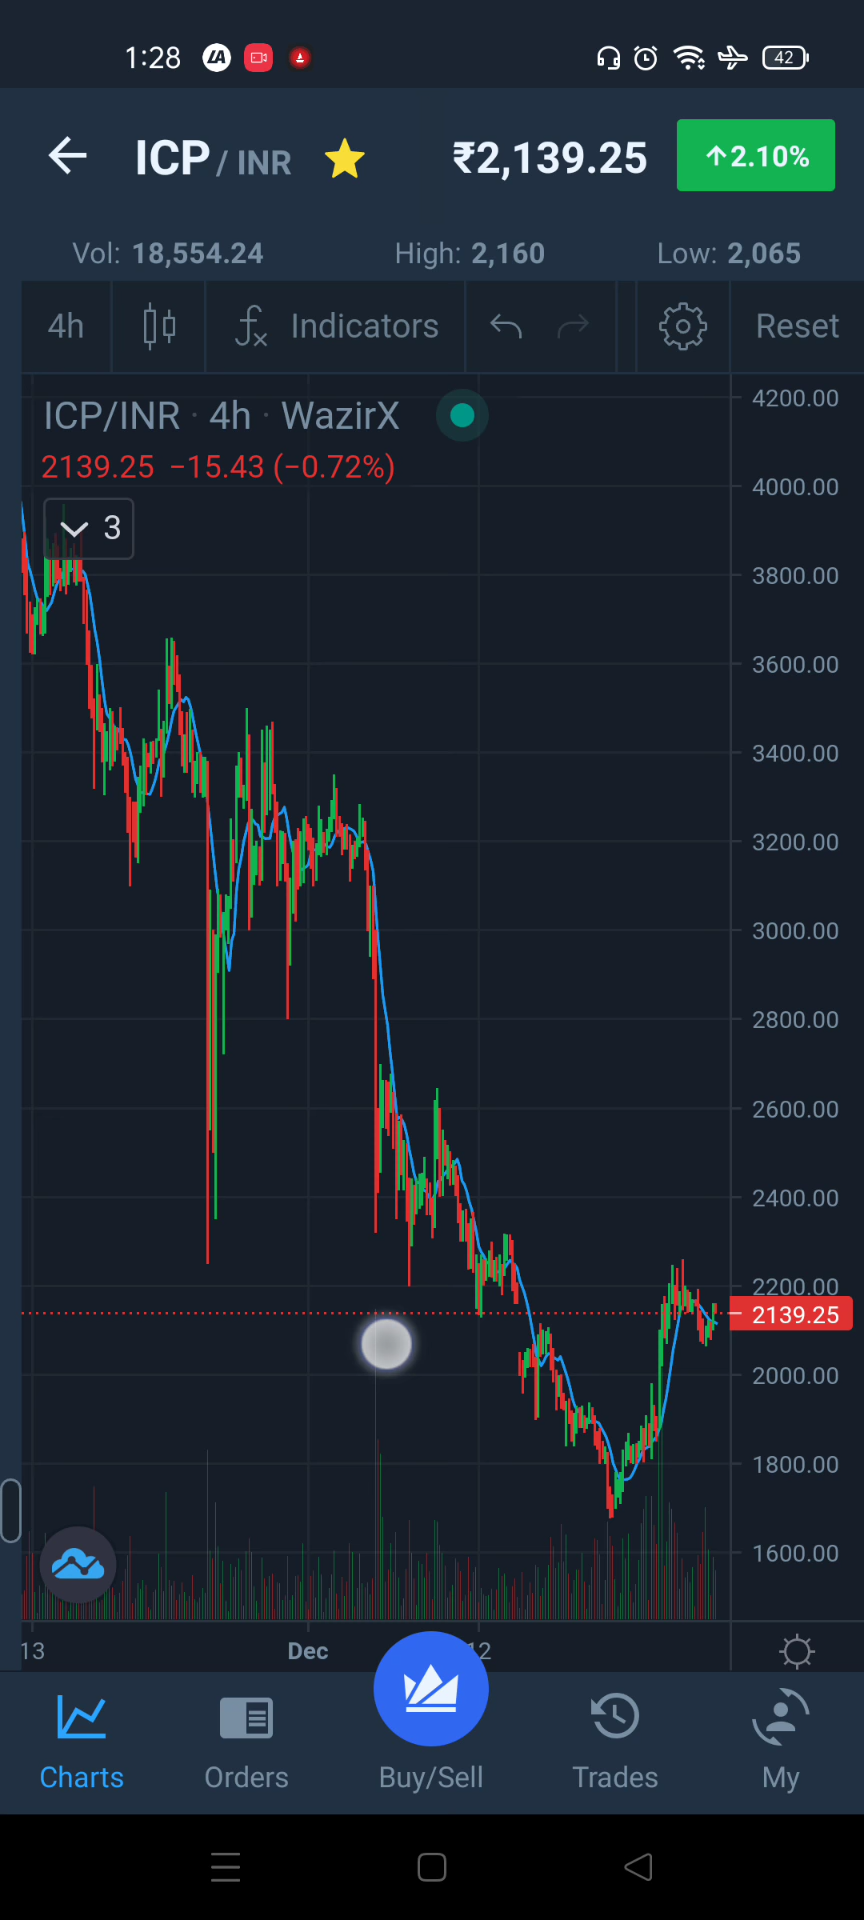 1:28 LA 42
ICP / INR ₹2,139.25 ↑2.10%
Vol: 18,554.24 High: 2,160 Low: 2,065
4h fx Indicators Reset
ICP/INR · 4h · WazirX
2139.25 −15.43 (−0.72%)
3
4200.00
4000.00
3800.00
3600.00
3400.00
3200.00
3000.00
2800.00
2600.00
2400.00
2200.00
2139.25
2000.00
1800.00
1600.00
13 Dec 12
Charts Orders Buy/Sell Trades My